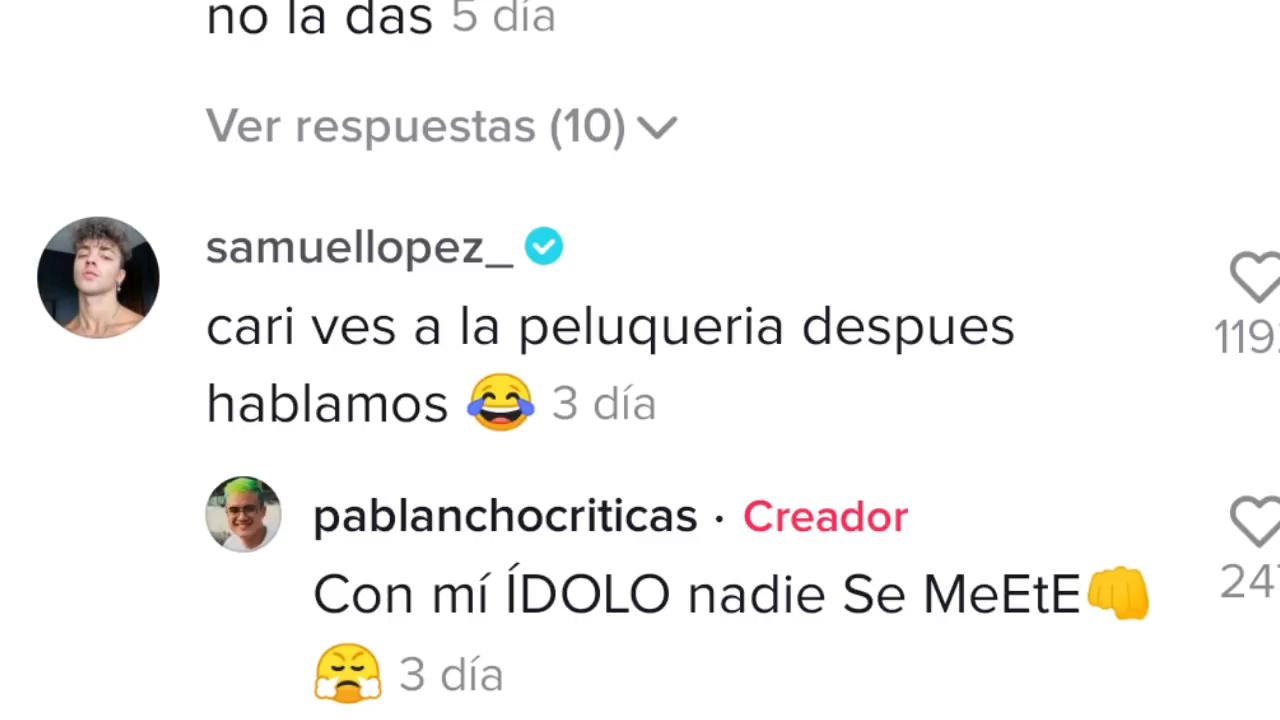 no la das 5 día
Ver respuestas (10)
samuellopez_
cari ves a la peluqueria despues
hablamos 😂 3 día
pablanchocriticas · Creador
Con mí ÍDOLO nadie Se MeEtE👊
😤 3 día